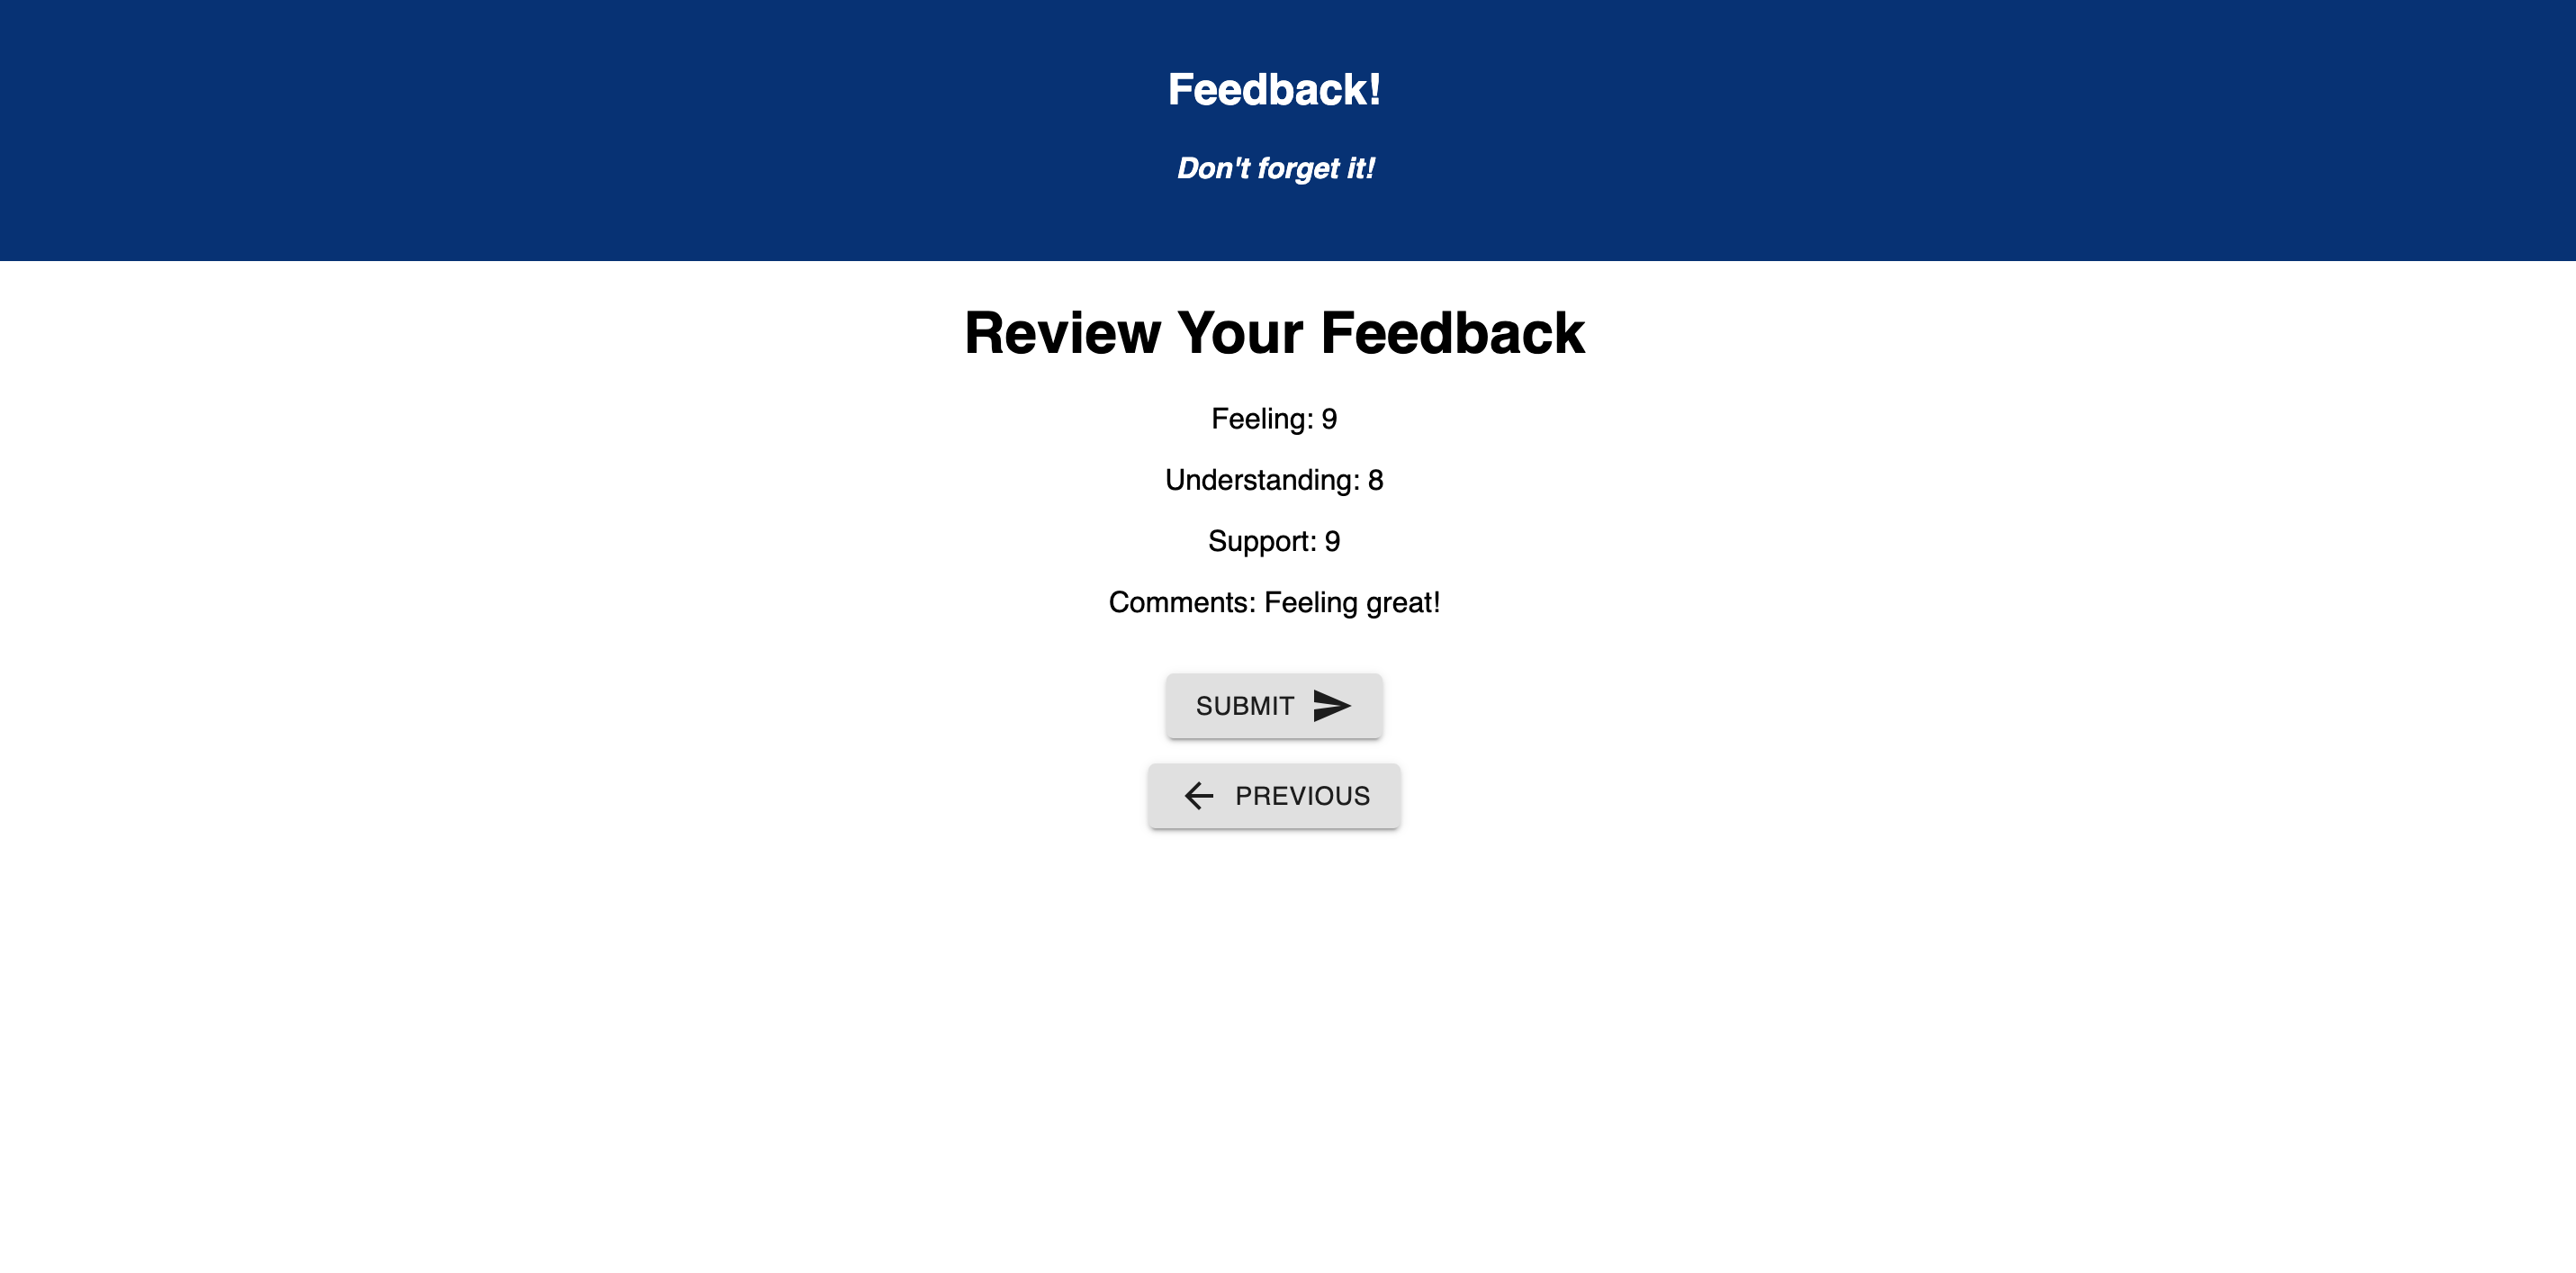 Feedback!
Don't forget it!
Review Your Feedback
Feeling: 9
Understanding: 8
Support: 9
Comments: Feeling great!
SUBMIT
PREVIOUS